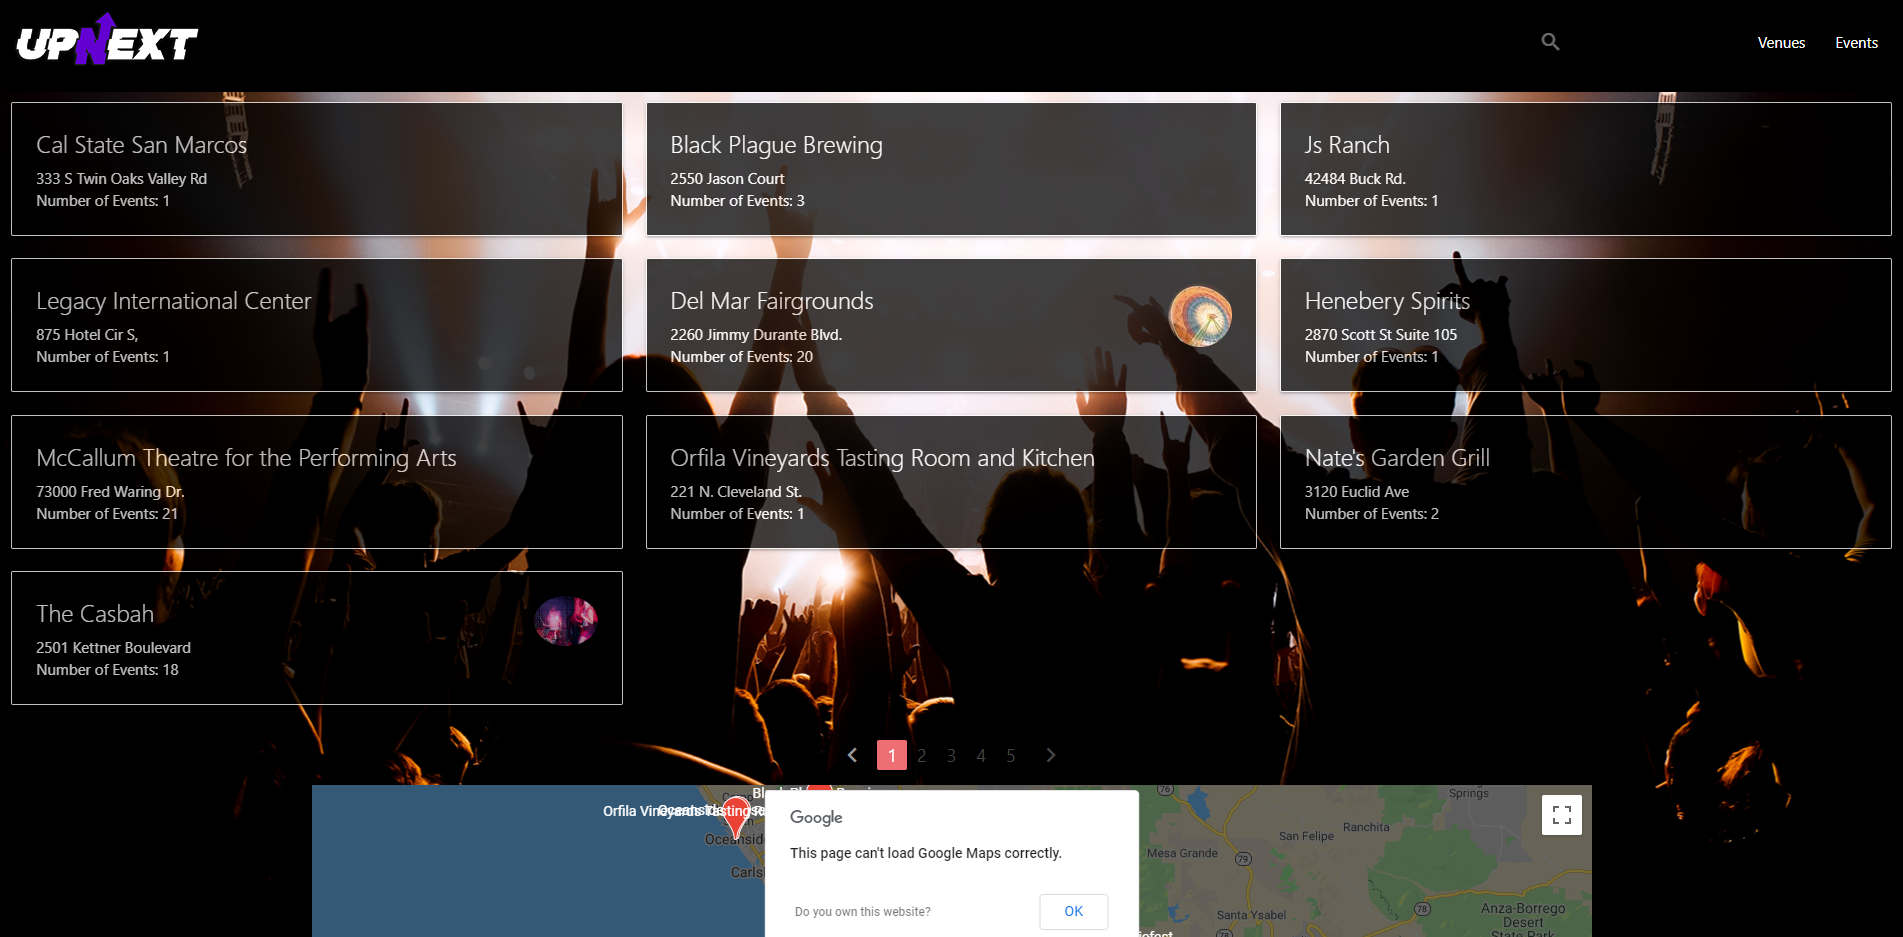 UPNEXT
Venues
Events
Cal State San Marcos
333 S Twin Oaks Valley Rd
Number of Events: 1
Black Plague Brewing
2550 Jason Court
Number of Events: 3
Js Ranch
42484 Buck Rd.
Number of Events: 1
Legacy International Center
875 Hotel Cir S,
Number of Events: 1
Del Mar Fairgrounds
2260 Jimmy Durante Blvd.
Number of Events: 20
Henebery Spirits
2870 Scott St Suite 105
Number of Events: 1
McCallum Theatre for the Performing Arts
73000 Fred Waring Dr.
Number of Events: 21
Orfila Vineyards Tasting Room and Kitchen
221 N. Cleveland St.
Number of Events: 1
Nate's Garden Grill
3120 Euclid Ave
Number of Events: 2
The Casbah
2501 Kettner Boulevard
Number of Events: 18
1 2 3 4 5
Orfila Vineyards Tasting
Google
This page can't load Google Maps correctly.
Do you own this website?
OK
76
Springs
San Felipe
Ranchita
Mesa Grande
79
78
Santa Ysabel
78
Anza-Borrego
Desert
State Park